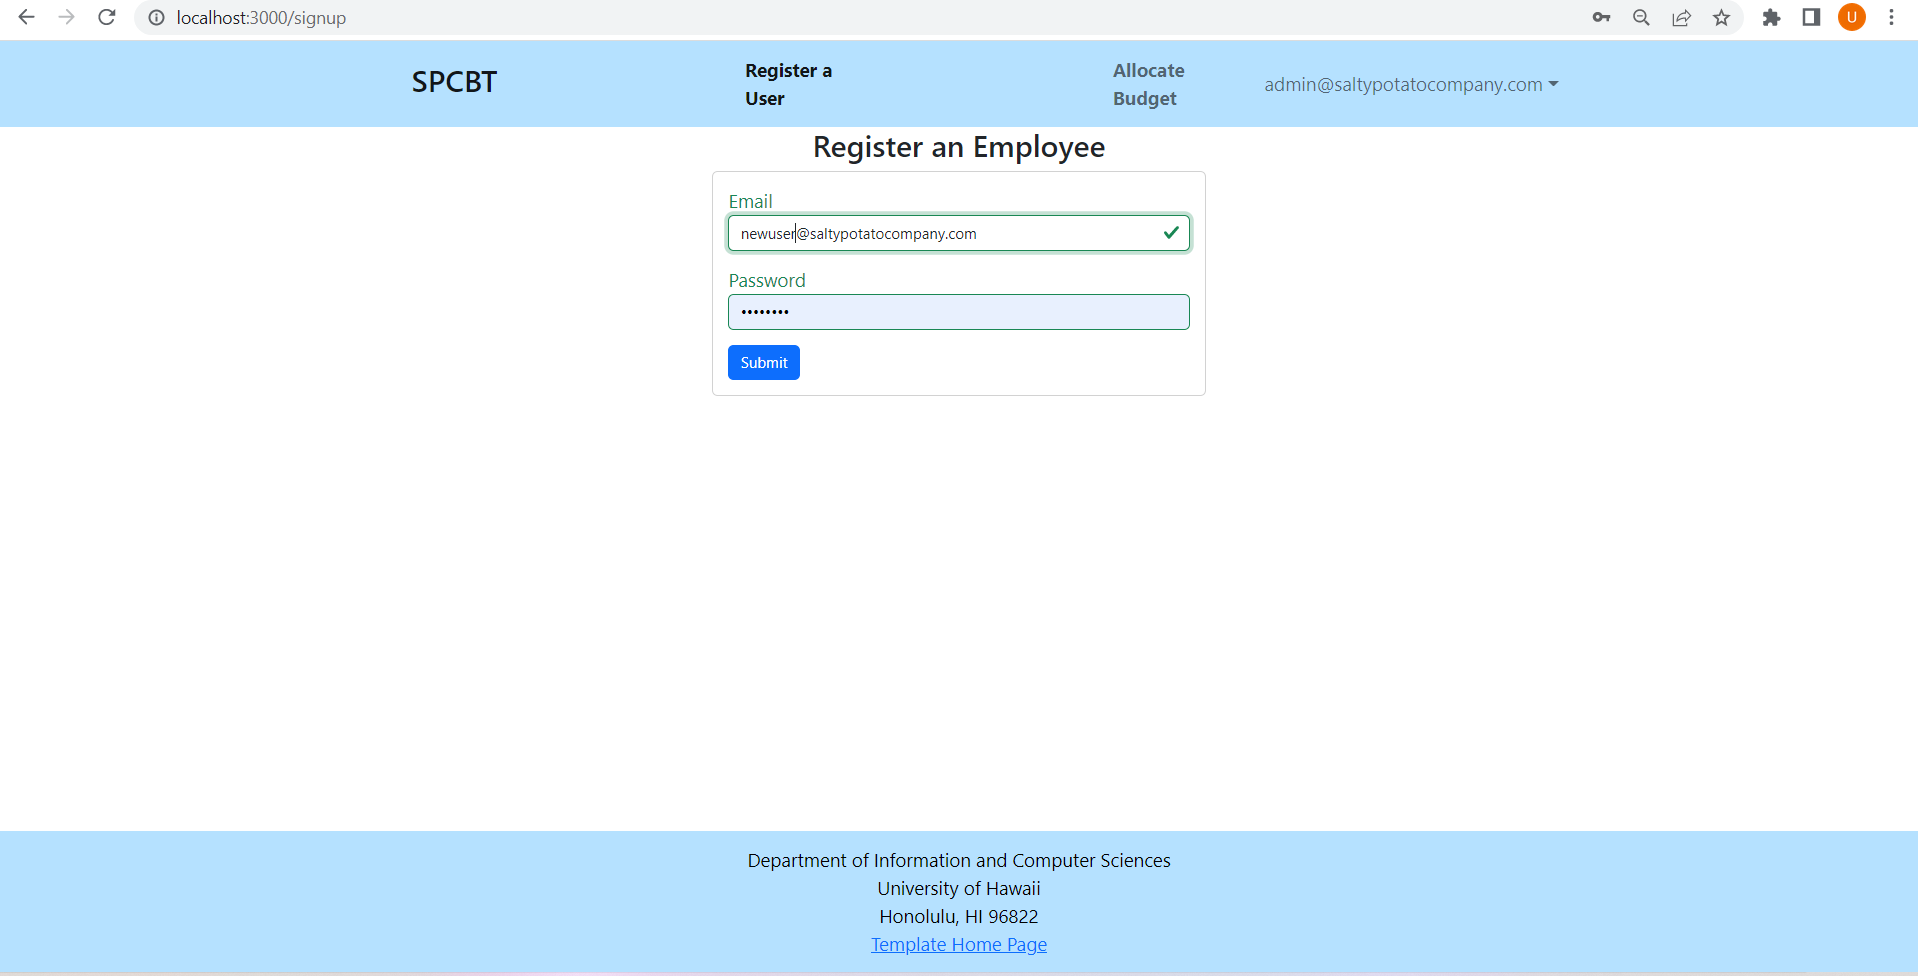 localhost:3000/signup
U
SPCBT
Register a
User
Allocate
Budget
admin@saltypotatocompany.com
Register an Employee
Email
newuser@saltypotatocompany.com
Password
••••••••
Submit
Department of Information and Computer Sciences
University of Hawaii
Honolulu, HI 96822
Template Home Page